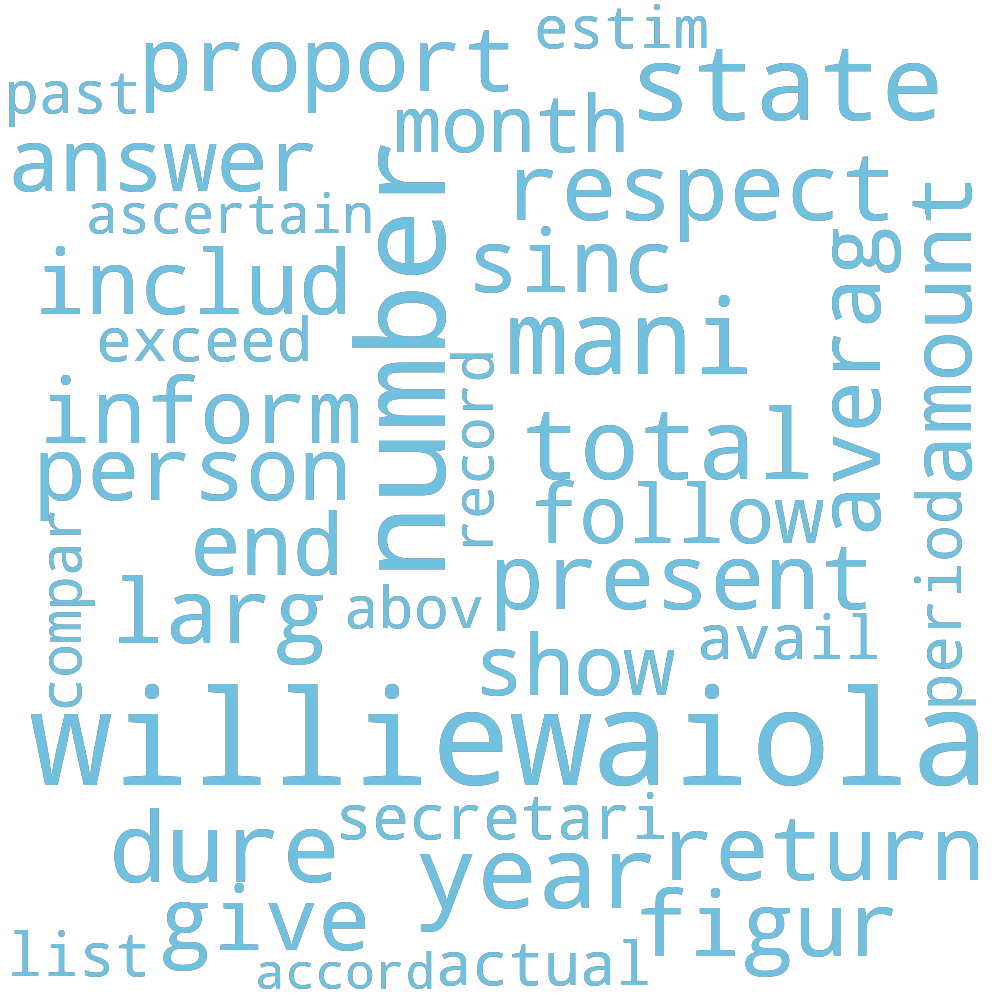 estim
proport
state
past
month
answer
respect
ascertain
number
amount
sinc
averag
includ
mani
exceed
record
inform
total
person
follow
period
end
compar
present
larg
abov
avail
show
williewaiola
secretari
dure
year
return
give
figur
list
accord
actual